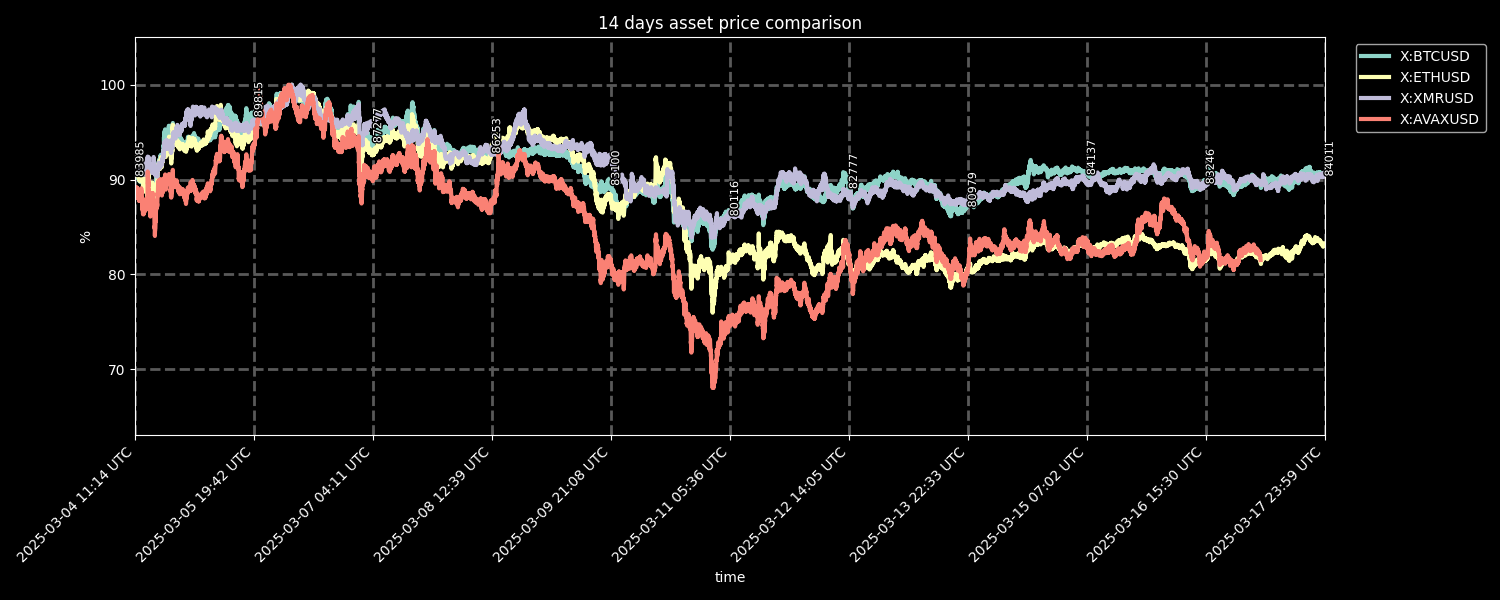 14 days asset price comparison
X:BTCUSD
X:ETHUSD
X:XMRUSD
X:AVAXUSD
%
100
90
80
70
83985
89815
87277
86253
83100
80116
82777
80979
84137
83246
84011
2025-03-04 11:14 UTC
2025-03-05 19:42 UTC
2025-03-07 04:11 UTC
2025-03-08 12:39 UTC
2025-03-09 21:08 UTC
2025-03-11 05:36 UTC
2025-03-12 14:05 UTC
2025-03-13 22:33 UTC
2025-03-15 07:02 UTC
2025-03-16 15:30 UTC
2025-03-17 23:59 UTC
time